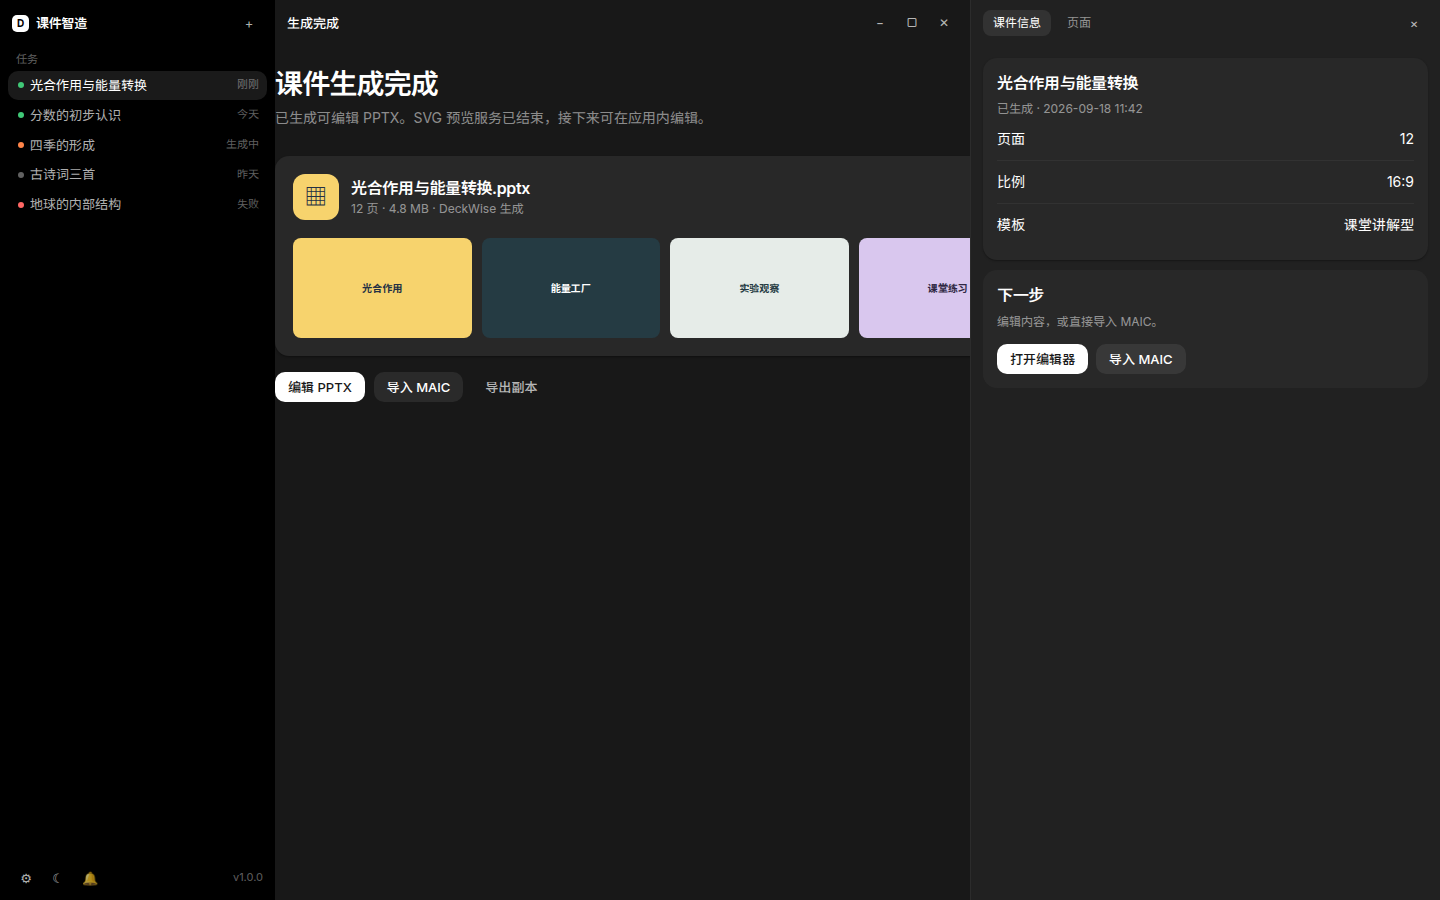 D 课件智造 +
任务
光合作用与能量转换 刚刚
分数的初步认识 今天
四季的形成 生成中
古诗词三首 昨天
地球的内部结构 失败
v1.0.0
生成完成
课件生成完成
已生成可编辑 PPTX。SVG 预览服务已结束，接下来可在应用内编辑。
光合作用与能量转换.pptx
12 页 · 4.8 MB · DeckWise 生成
光合作用
能量工厂
实验观察
课堂练习
编辑 PPTX 导入 MAIC 导出副本
课件信息 页面
光合作用与能量转换
已生成 · 2026-09-18 11:42
页面 12
比例 16:9
模板 课堂讲解型
下一步
编辑内容，或直接导入 MAIC。
打开编辑器 导入 MAIC